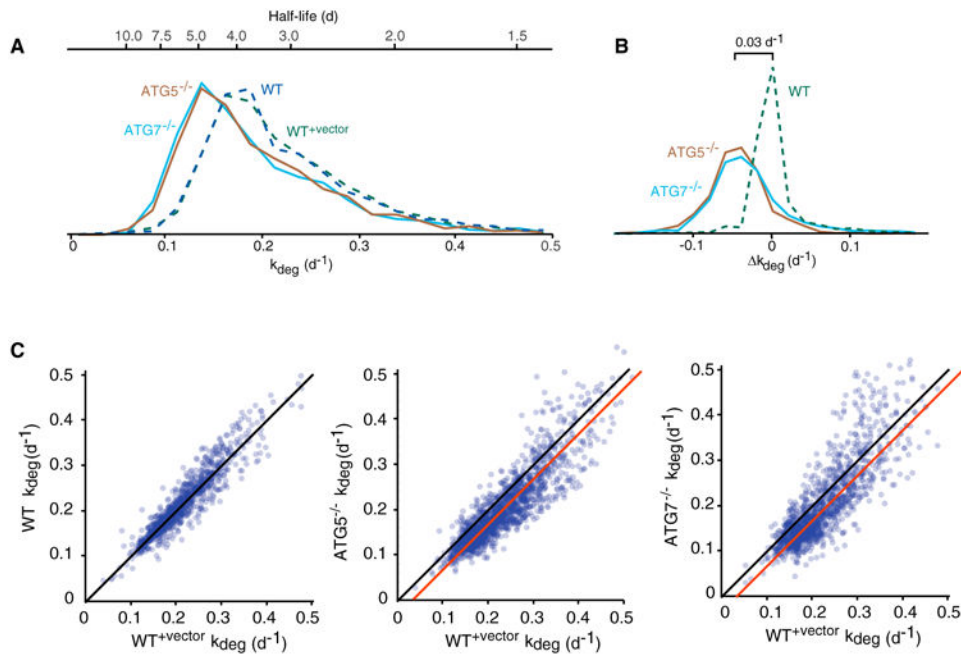 Half-life (d)
A
10.0 7.5 5.0 4.0 3.0 2.0 1.5
ATG5-/-
ATG7-/-
WT
WT+vector
0 0.1 0.2 0.3 0.4 0.5
kdeg (d-1)
B
0.03 d-1
WT
ATG5-/-
ATG7-/-
-0.1 0 0.1
Δkdeg (d-1)
C
WT kdeg(d-1)
0.5
0.4
0.3
0.2
0.1
0
0 0.1 0.2 0.3 0.4 0.5
WT+vector kdeg (d-1)
ATG5-/- kdeg(d-1)
0.5
0.4
0.3
0.2
0.1
0
0 0.1 0.2 0.3 0.4 0.5
WT+vector kdeg (d-1)
ATG7-/- kdeg(d-1)
0.5
0.4
0.3
0.2
0.1
0
0 0.1 0.2 0.3 0.4 0.5
WT+vector kdeg (d-1)